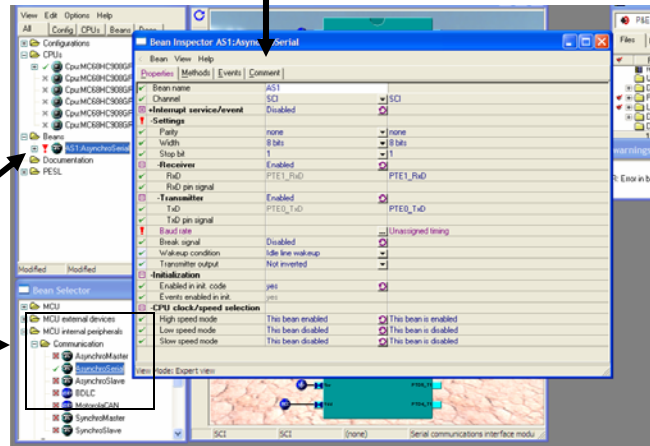 View Edit Options Help
All Config CPUs Beans Docs
Configurations
CPUs
Cpu:MC68HC908GP
Cpu:MC68HC908GP
Cpu:MC68HC908GP
Cpu:MC68HC908GP
Beans
AS1:AsynchroSerial
Documentation
PESL
Modified Modified
Bean Selector
MCU
MCU external devices
MCU internal peripherals
Communication
AsynchroMaster
AsynchroSerial
AsynchroSlave
BDLC
MotorolaCAN
SynchroMaster
SynchroSlave
Bean Inspector AS1:AsynchroSerial
Bean View Help
Properties Methods Events Comment
Bean name AS1
Channel SCI SCI
+Interrupt service/event Disabled
-Settings
Parity none none
Width 8 bits 8 bits
Stop bit 1 1
-Receiver Enabled
RxD PTE1_RxD PTE1_RxD
RxD pin signal
-Transmitter Enabled
TxD PTE0_TxD PTE0_TxD
TxD pin signal
Baud rate ... Unassigned timing
Break signal Disabled
Wakeup condition Idle line wakeup
Transmitter output Not inverted
-Initialization
Enabled in init. code yes
Events enabled in init. yes
-CPU clock/speed selection
High speed mode This bean enabled This bean is enabled
Low speed mode This bean disabled This bean is disabled
Slow speed mode This bean disabled This bean is disabled
View Mode: Expert view
SCI SCI (none) Serial communications interface modu
P&E
Files
warnings
R: Error in b